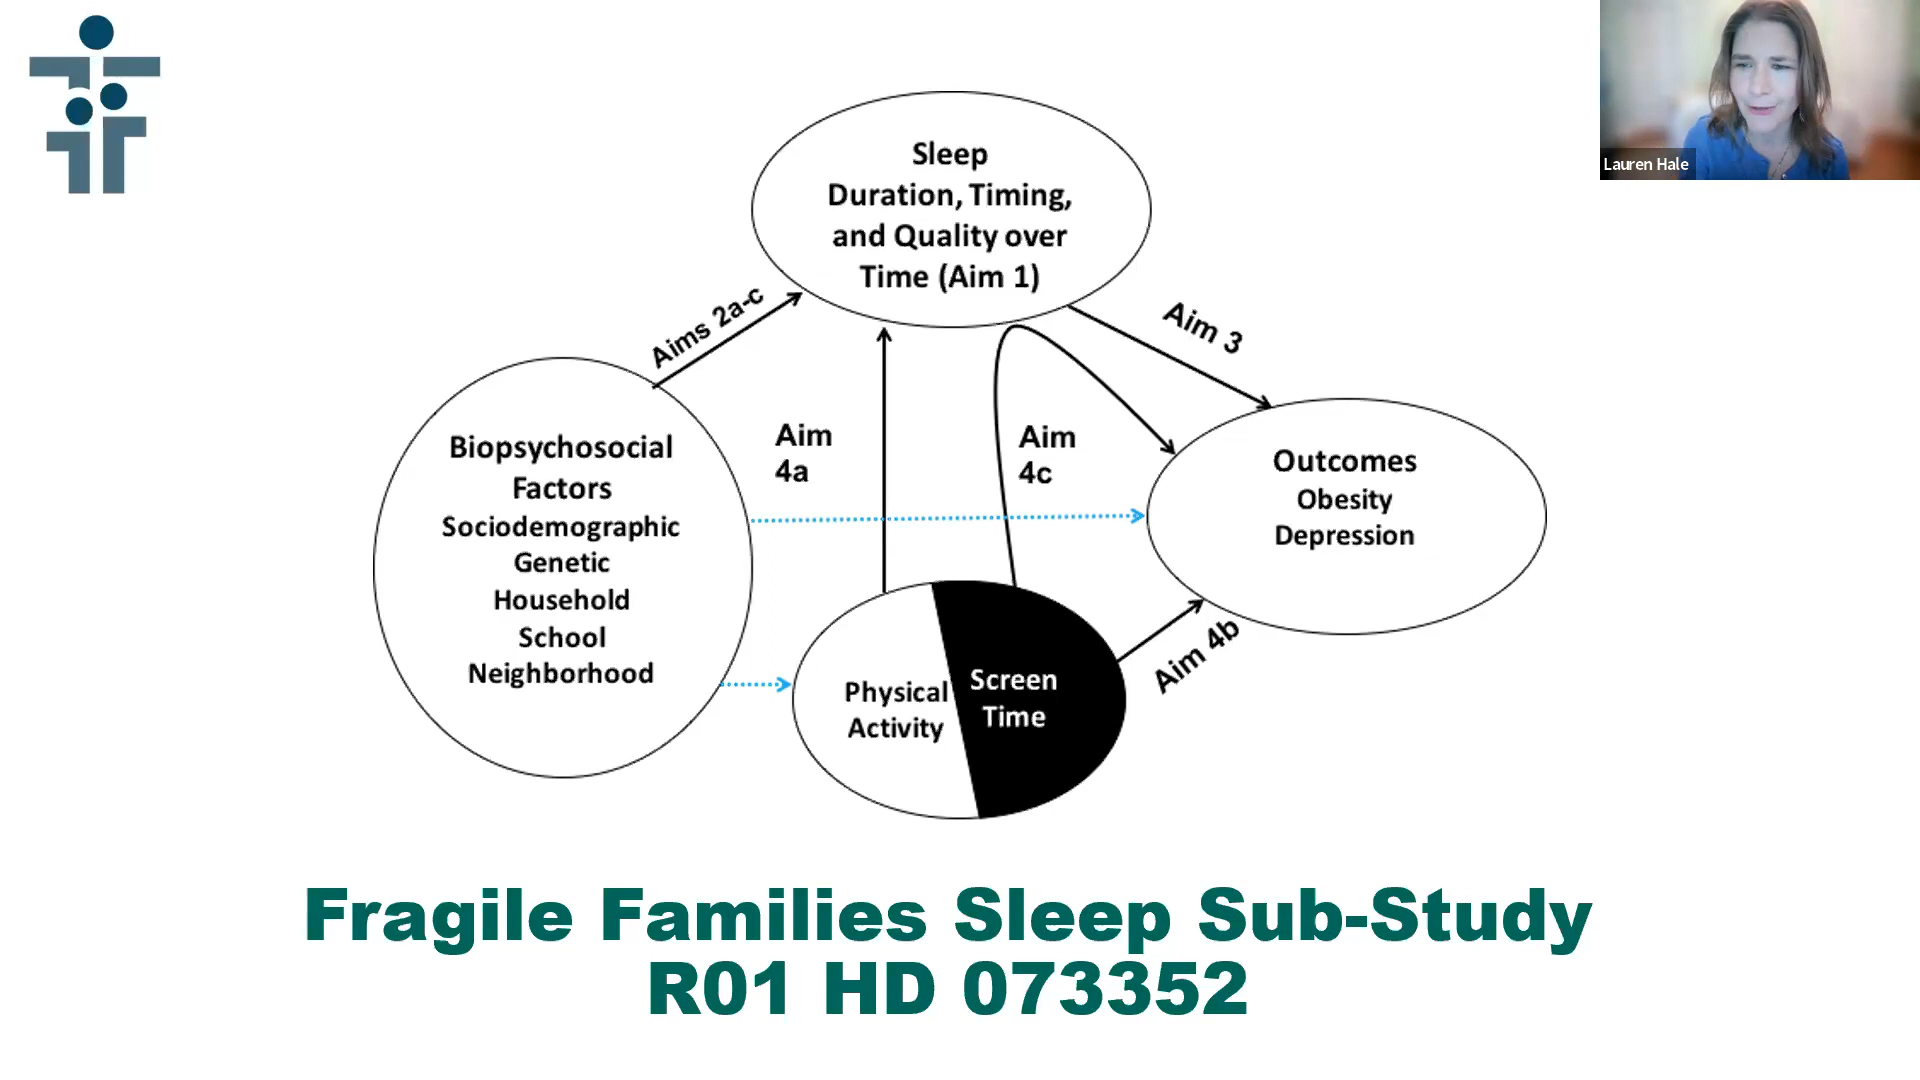 Lauren Hale
Sleep
Duration, Timing,
and Quality over
Time (Aim 1)
Aims 2a-c
Aim 3
Biopsychosocial
Factors
Sociodemographic
Genetic
Household
School
Neighborhood
Aim
4a
Aim
4c
Outcomes
Obesity
Depression
Physical
Activity
Screen
Time
Aim 4b
Fragile Families Sleep Sub-Study
R01 HD 073352